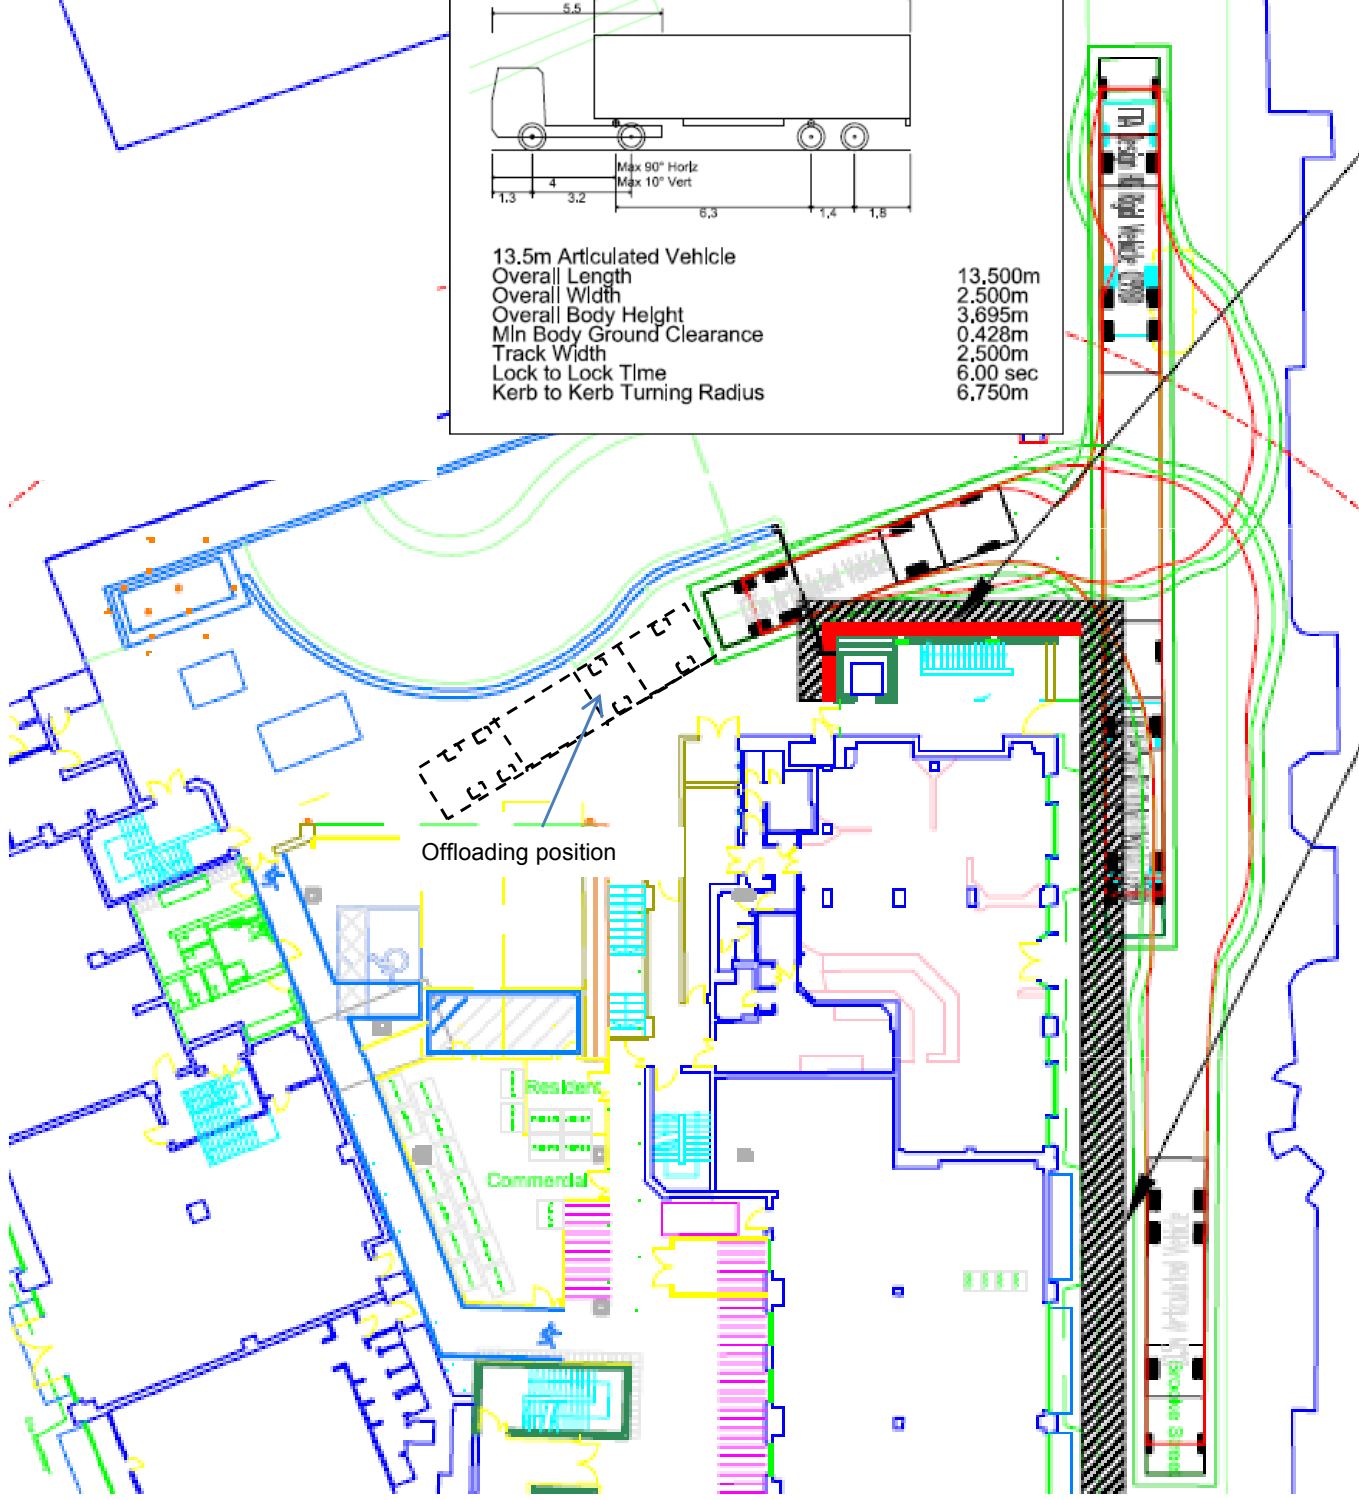 5.5
Max 90° Horiz
Max 10° Vert
4
1.3
3.2
6.3
1.4
1.8
13.5m Articulated Vehicle
Overall Length 13.500m
Overall Width 2.500m
Overall Body Height 3.695m
Min Body Ground Clearance 0.428m
Track Width 2.500m
Lock to Lock Time 6.00 sec
Kerb to Kerb Turning Radius 6.750m
Offloading position
Resident
Commercial
Articulated Vehicle